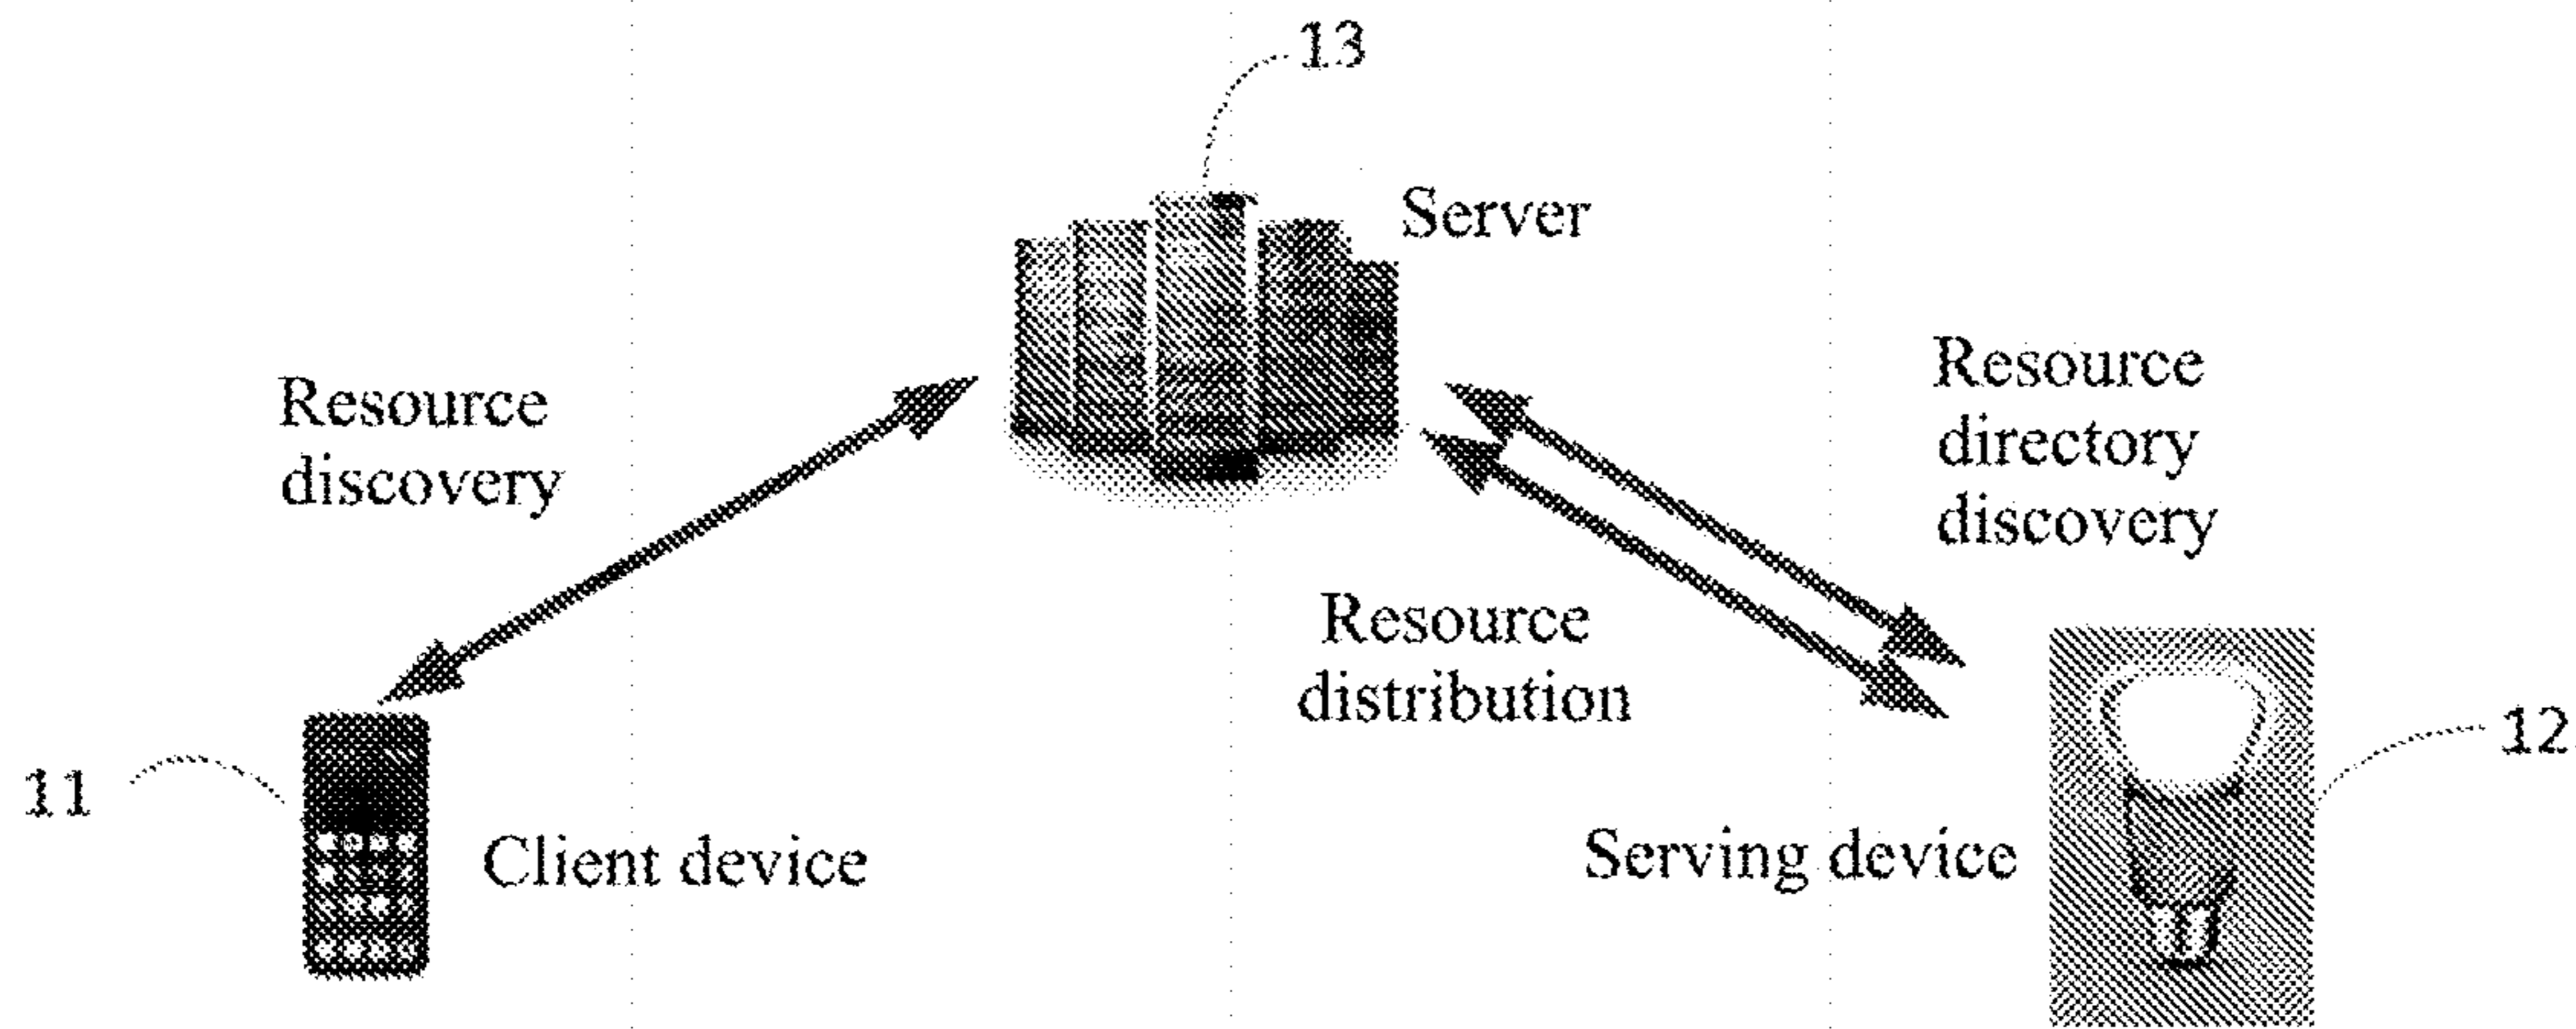 13
Server
Resource
discovery
Resource
directory
discovery
Resource
distribution
11
Client device
Serving device
12